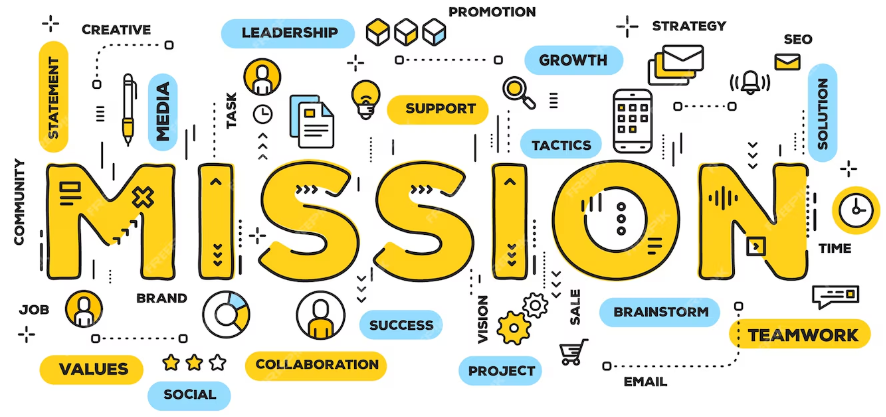 PROMOTION
CREATIVE
LEADERSHIP
STRATEGY
SEO
STATEMENT
MEDIA
TASK
SUPPORT
GROWTH
TACTICS
SOLUTION
COMMUNITY
MISSION
TIME
JOB
BRAND
SUCCESS
VISION
SALE
BRAINSTORM
TEAMWORK
VALUES
COLLABORATION
PROJECT
SOCIAL
EMAIL